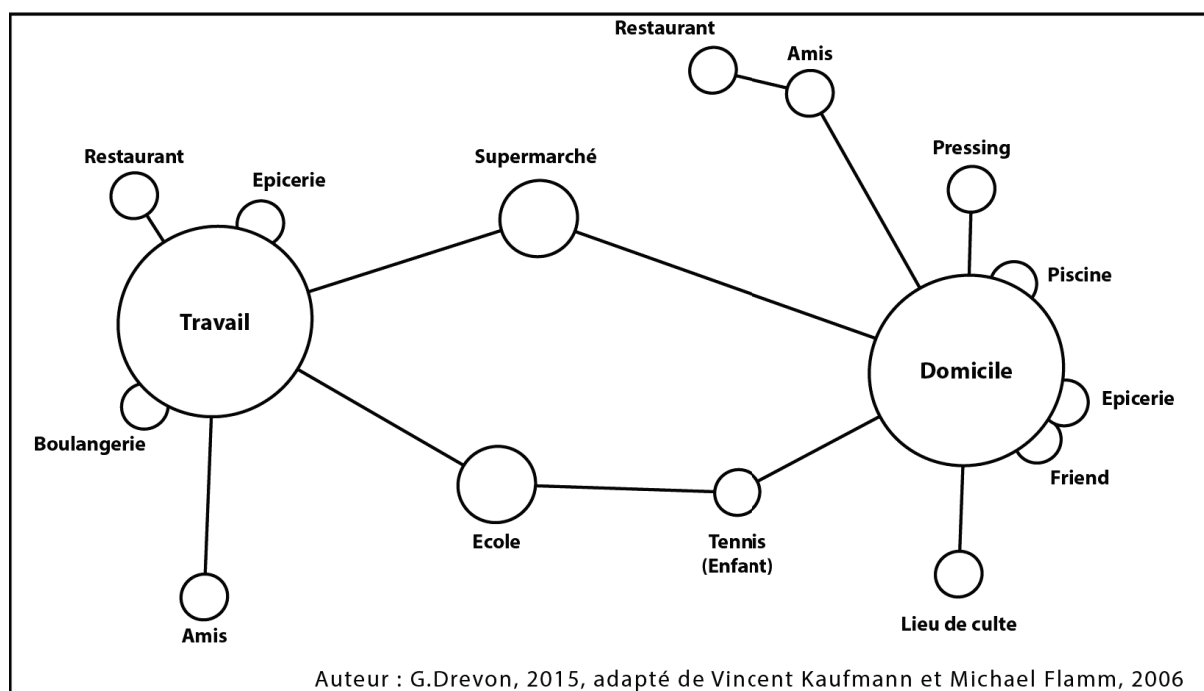 Restaurant
Amis
Restaurant
Epicerie
Supermarché
Pressing
Piscine
Travail
Domicile
Epicerie
Boulangerie
Friend
Ecole
Tennis
(Enfant)
Lieu de culte
Amis
Auteur : G.Drevon, 2015, adapté de Vincent Kaufmann et Michael Flamm, 2006